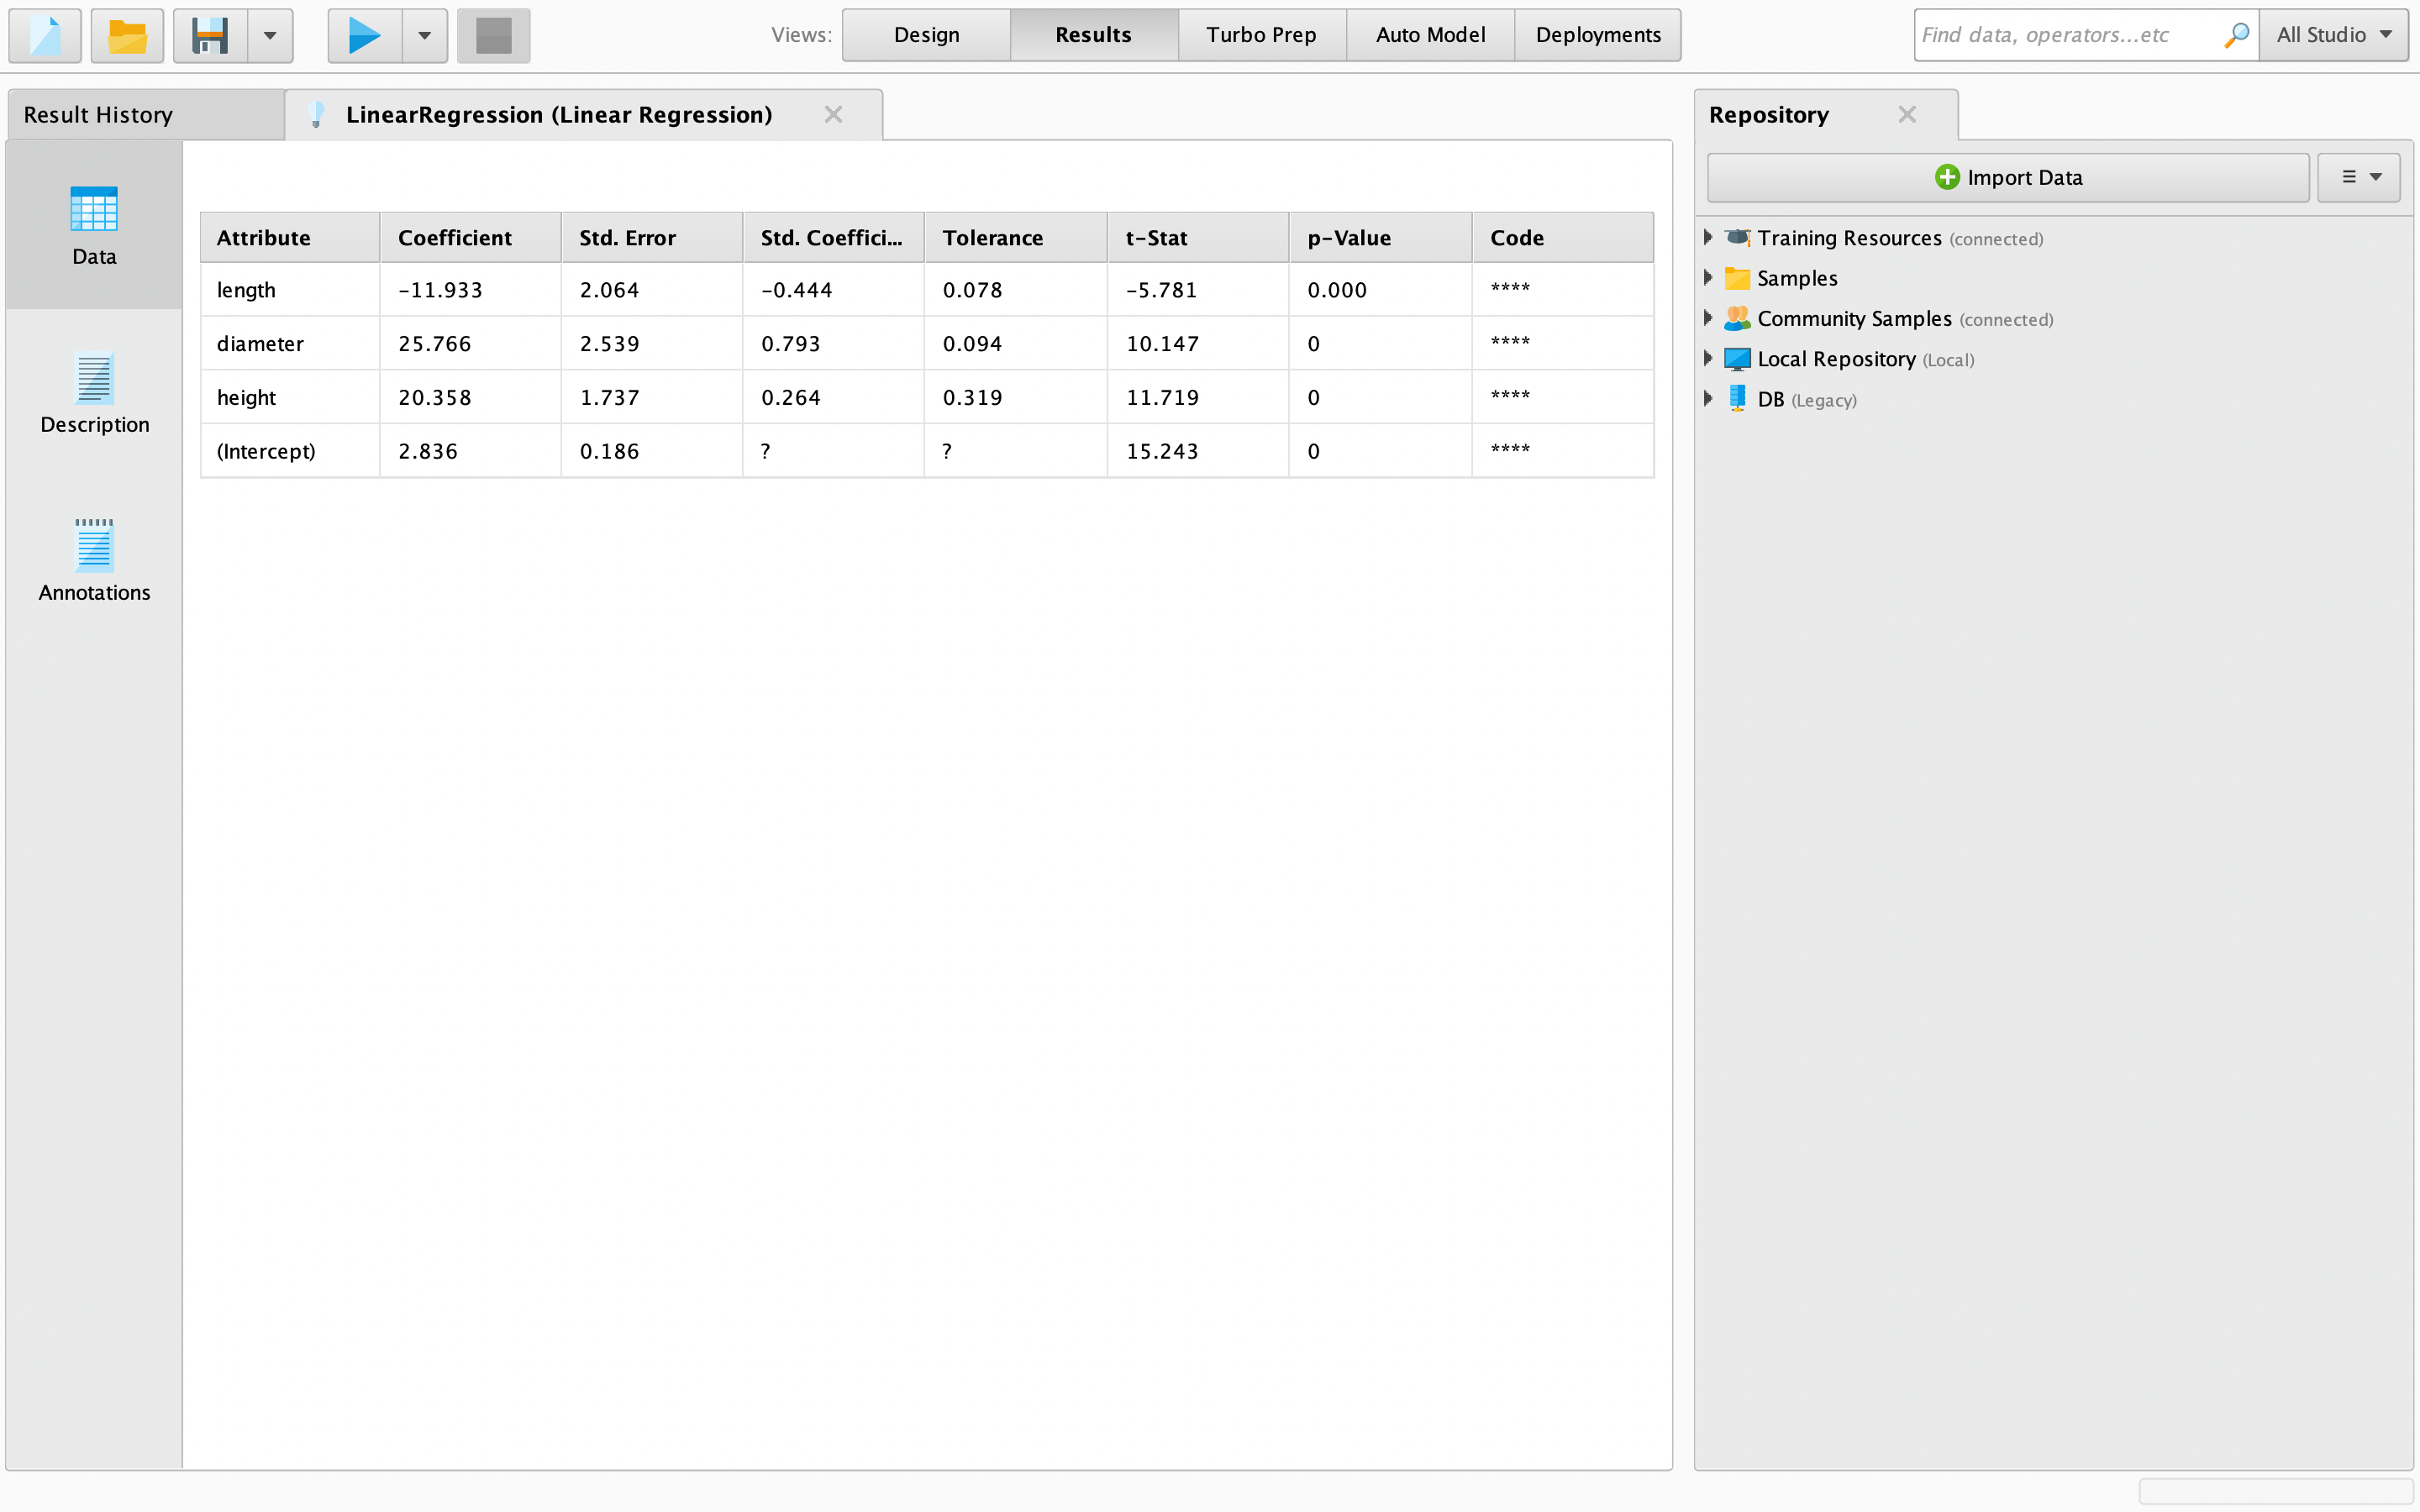 Views: Design Results Turbo Prep Auto Model Deployments Find data, operators...etc All Studio
Result History LinearRegression (Linear Regression) Repository
Import Data
Data
Description
Annotations
Attribute Coefficient Std. Error Std. Coeffici... Tolerance t-Stat p-Value Code
length -11.933 2.064 -0.444 0.078 -5.781 0.000 ****
diameter 25.766 2.539 0.793 0.094 10.147 0 ****
height 20.358 1.737 0.264 0.319 11.719 0 ****
(Intercept) 2.836 0.186 ? ? 15.243 0 ****
Training Resources (connected)
Samples
Community Samples (connected)
Local Repository (Local)
DB (Legacy)